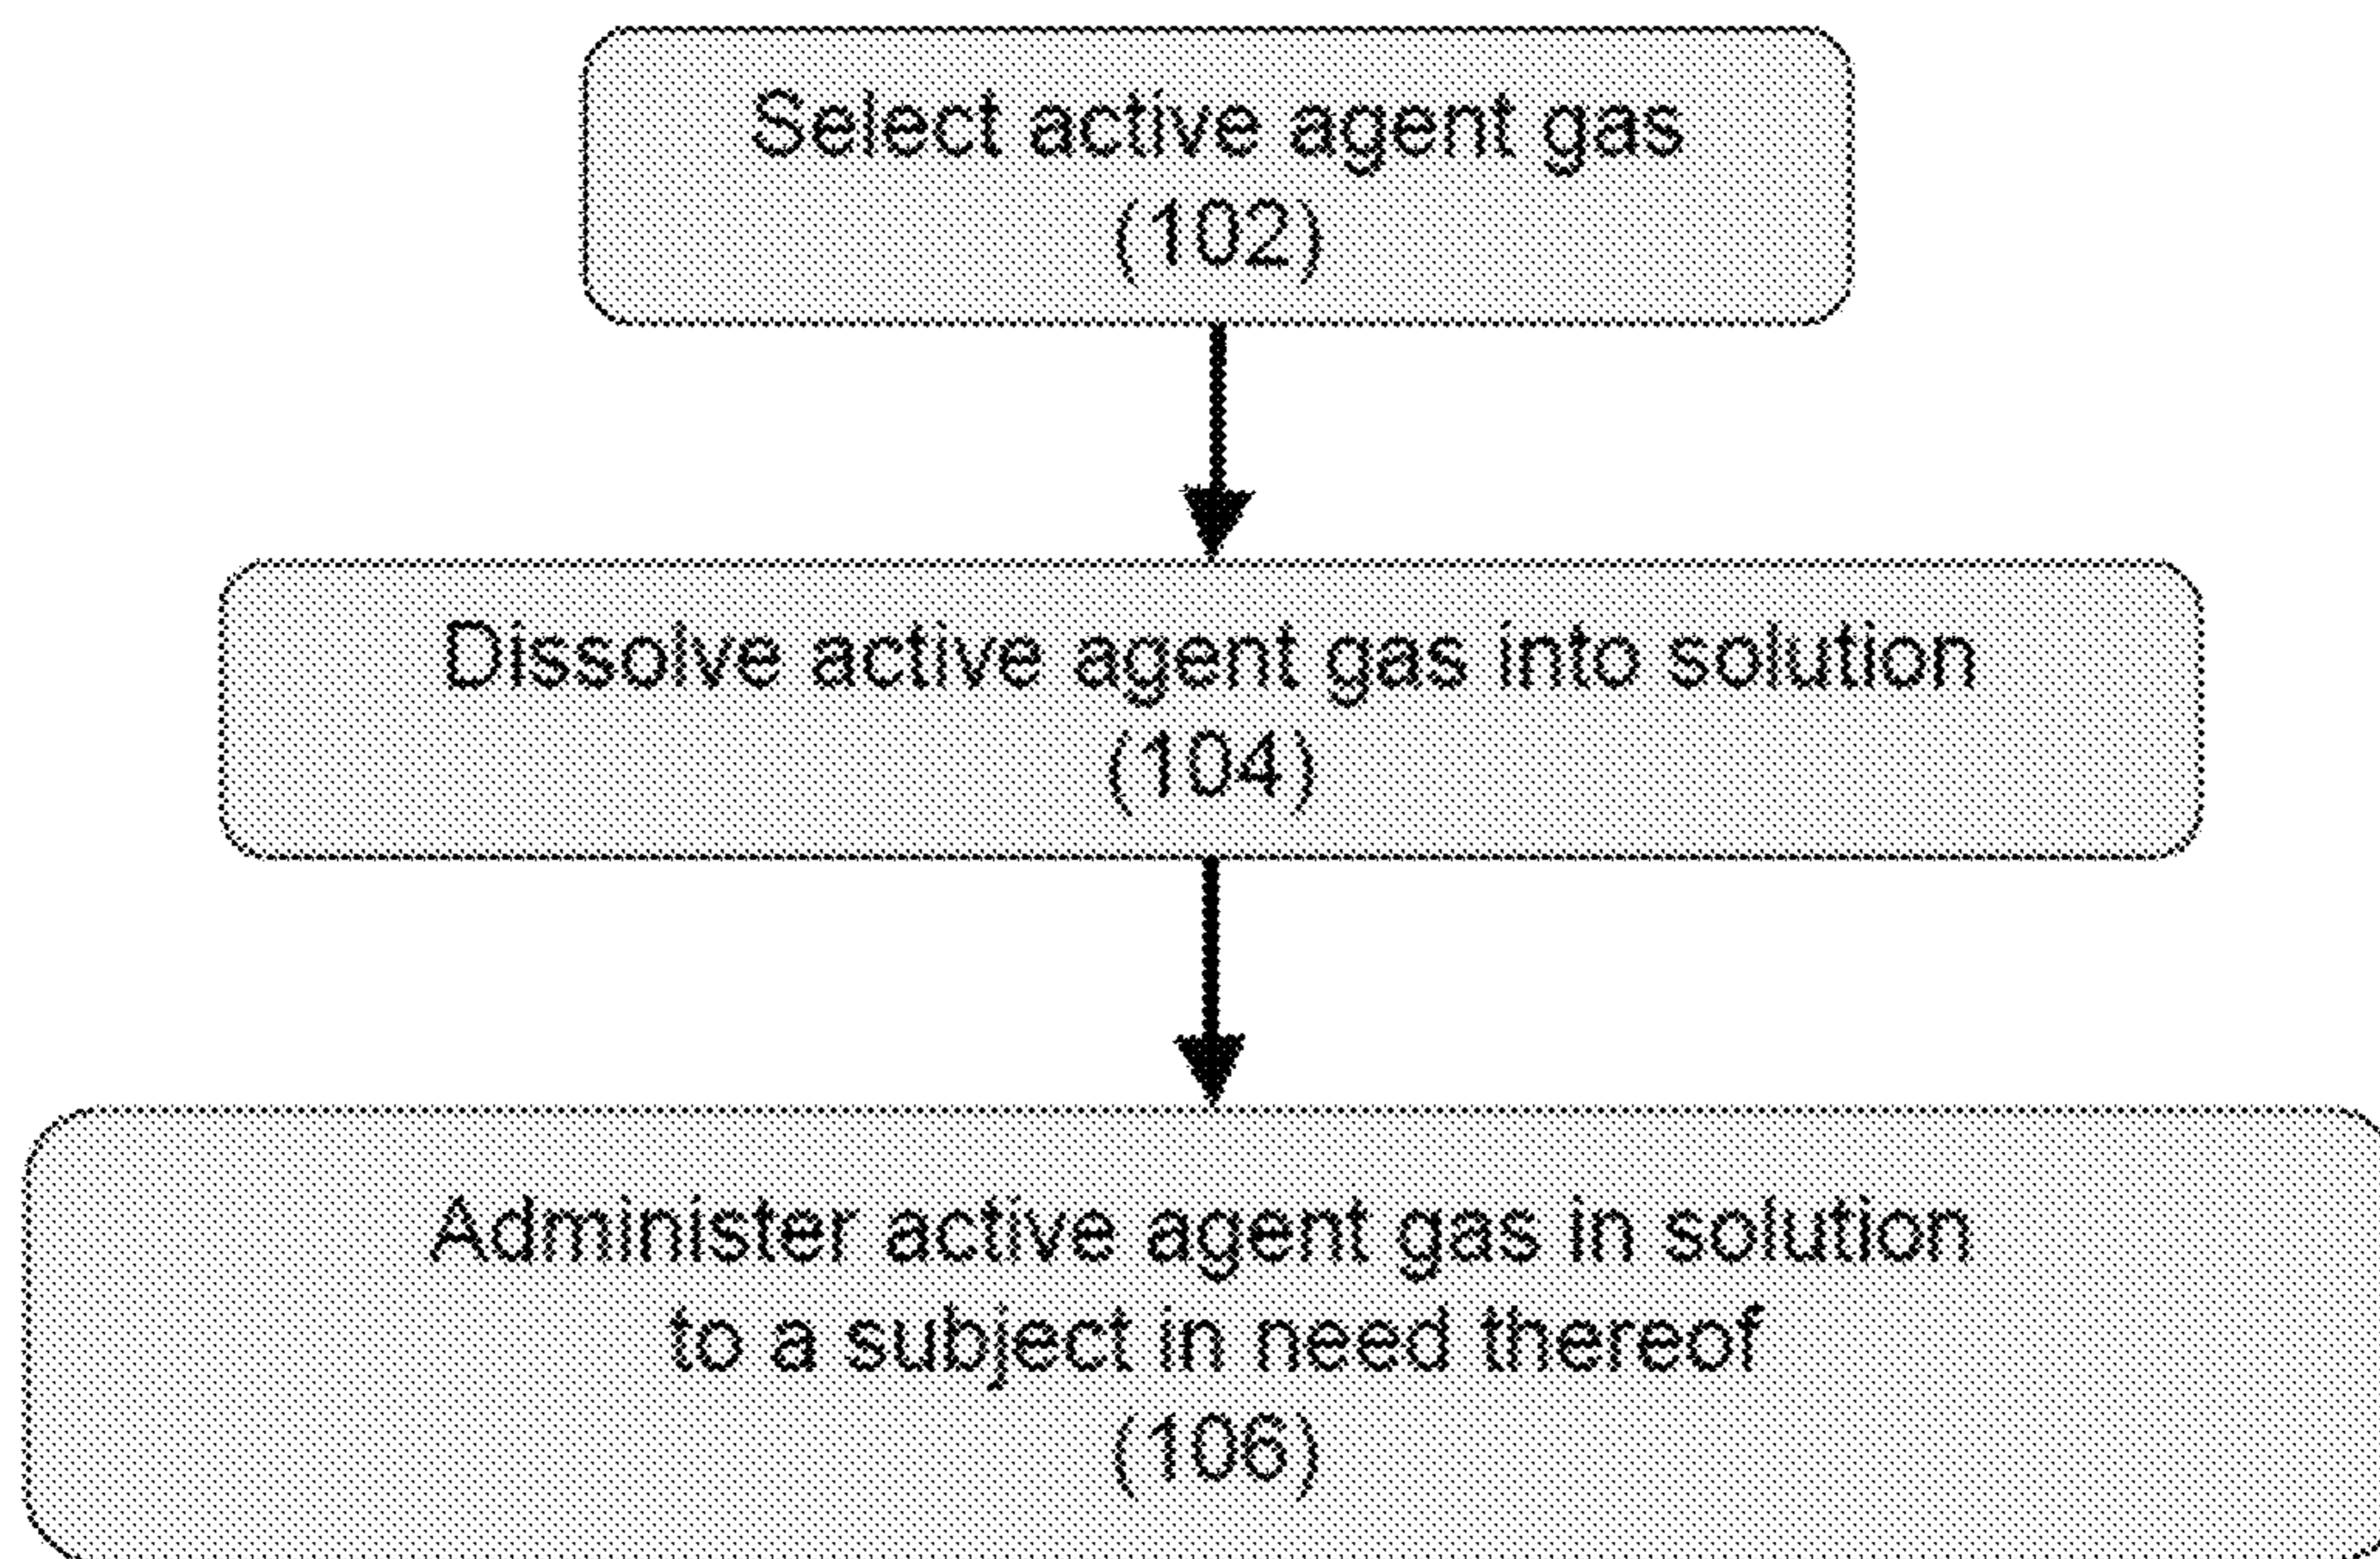 Select active agent gas
(102)
Dissolve active agent gas into solution
(104)
Administer active agent gas in solution
to a subject in need thereof
(106)